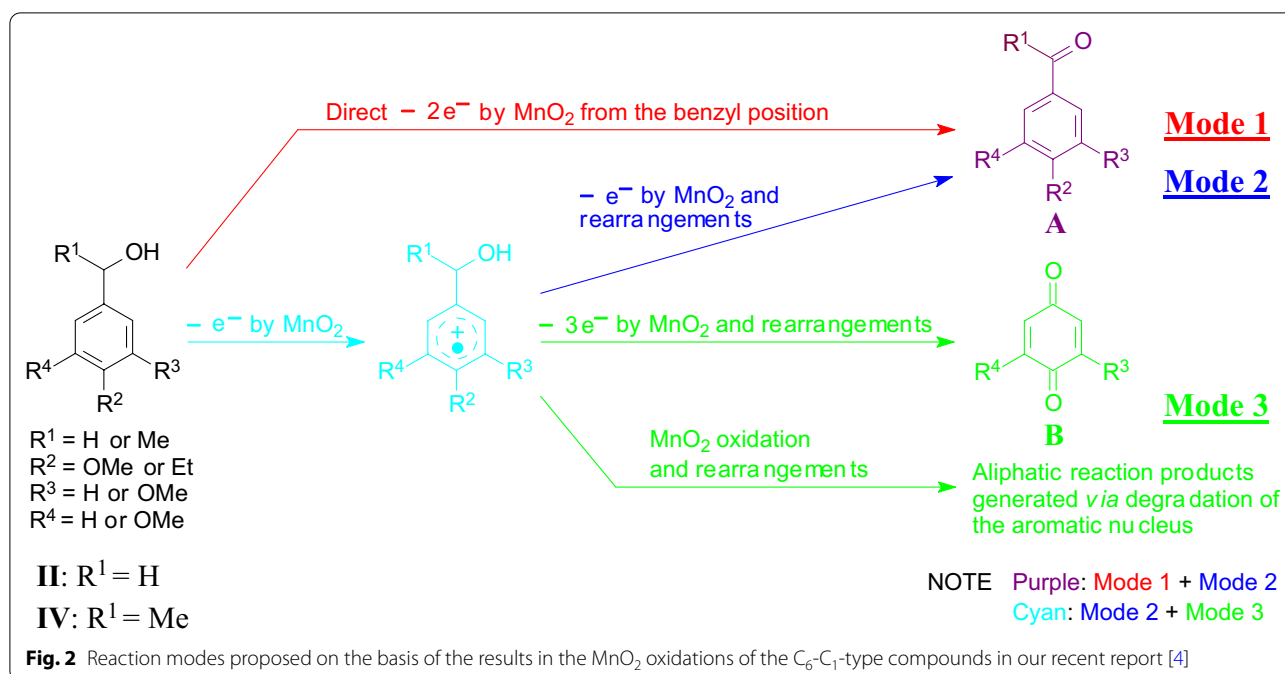 R¹ O
Direct − 2e⁻ by MnO₂ from the benzyl position
Mode 1
R⁴ R³
R²
A
− e⁻ by MnO₂ and
rearrangements
Mode 2
R¹ OH
R⁴ R³
R²
− e⁻ by MnO₂
R¹ OH
+
•
R⁴ R³
R²
− 3e⁻ by MnO₂ and rearrangements
O
R⁴ R³
O
B
Mode 3
R¹ = H or Me
R² = OMe or Et
R³ = H or OMe
R⁴ = H or OMe
MnO₂ oxidation
and rearrangements
Aliphatic reaction products
generated via degradation of
the aromatic nucleus
II: R¹ = H
IV: R¹ = Me
NOTE Purple: Mode 1 + Mode 2
Cyan: Mode 2 + Mode 3
Fig. 2 Reaction modes proposed on the basis of the results in the MnO₂ oxidations of the C₆-C₁-type compounds in our recent report [4]